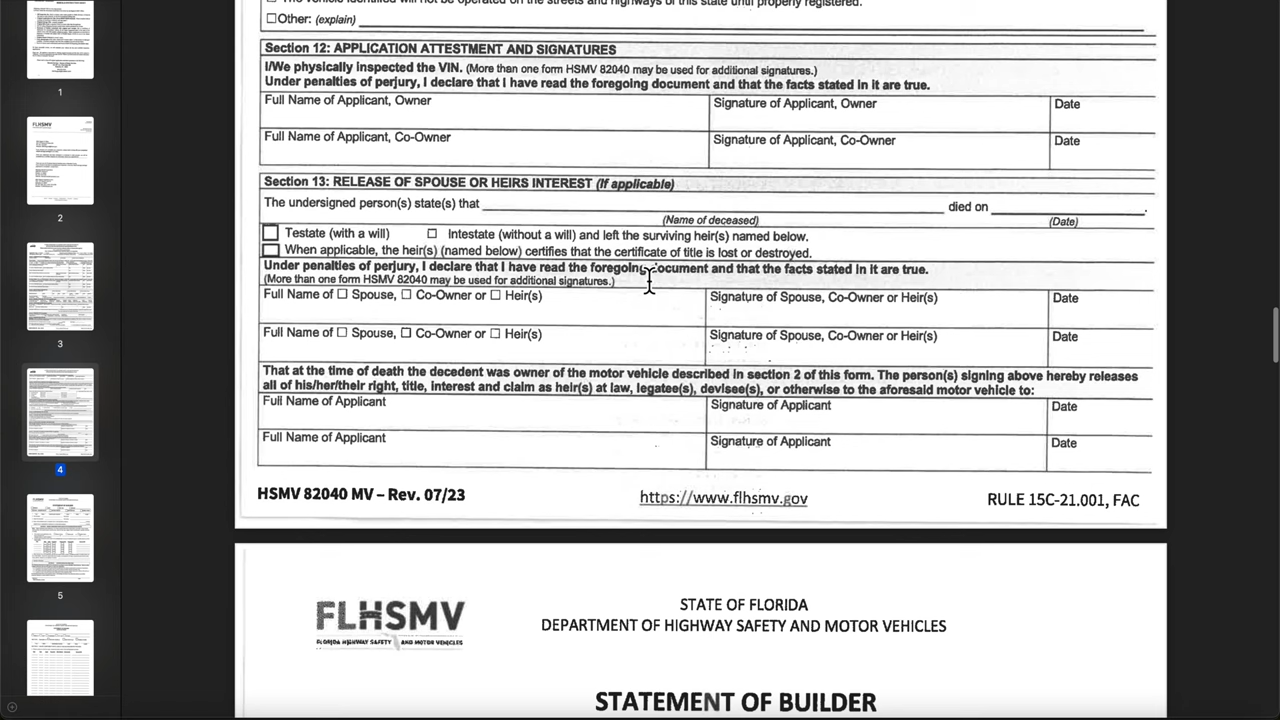 The vehicle identified will not be operated on the streets and highways of this state until properly registered.
☐Other: (explain)
Section 12: APPLICATION ATTESTMENT AND SIGNATURES
I/We physically inspected the VIN. (More than one form HSMV 82040 may be used for additional signatures.)
Under penalties of perjury, I declare that I have read the foregoing document and that the facts stated in it are true.
Full Name of Applicant, Owner Signature of Applicant, Owner Date
Full Name of Applicant, Co-Owner Signature of Applicant, Co-Owner Date
Section 13: RELEASE OF SPOUSE OR HEIRS INTEREST (If applicable)
The undersigned person(s) state(s) that died on .
(Name of deceased) (Date)
☐ Testate (with a will) ☐ Intestate (without a will) and left the surviving heir(s) named below.
☐ When applicable, the heir(s) (named below) certifies that the certificate of title is lost or destroyed.
Under penalties of perjury, I declare that I have read the foregoing document and that the facts stated in it are true.
(More than one form HSMV 82040 may be used for additional signatures.)
Full Name of ☐ Spouse, ☐ Co-Owner or ☐ Heir(s) Signature of Spouse, Co-Owner or Heir(s) Date
Full Name of ☐ Spouse, ☐ Co-Owner or ☐ Heir(s) Signature of Spouse, Co-Owner or Heir(s) Date
That at the time of death the decedent was owner of the motor vehicle described in section 2 of this form. The person(s) signing above hereby releases
all of his/her/their right, title, interest and claim as heir(s) at law, legatee(s), devisee(s), or otherwise to the aforesaid motor vehicle to:
Full Name of Applicant Signature of Applicant Date
Full Name of Applicant Signature of Applicant Date
HSMV 82040 MV – Rev. 07/23 https://www.flhsmv.gov RULE 15C-21.001, FAC
FLHSMV
FLORIDA HIGHWAY SAFETY AND MOTOR VEHICLES
STATE OF FLORIDA
DEPARTMENT OF HIGHWAY SAFETY AND MOTOR VEHICLES
STATEMENT OF BUILDER
1
FLHSMV
2
3
4
FLHSMV
5